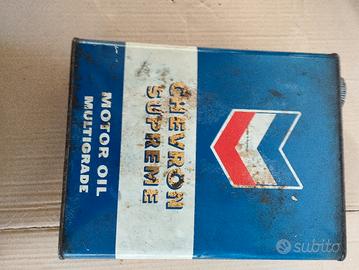 CHEVRON
SUPREME
MOTOR OIL
MULTIGRADE
subito